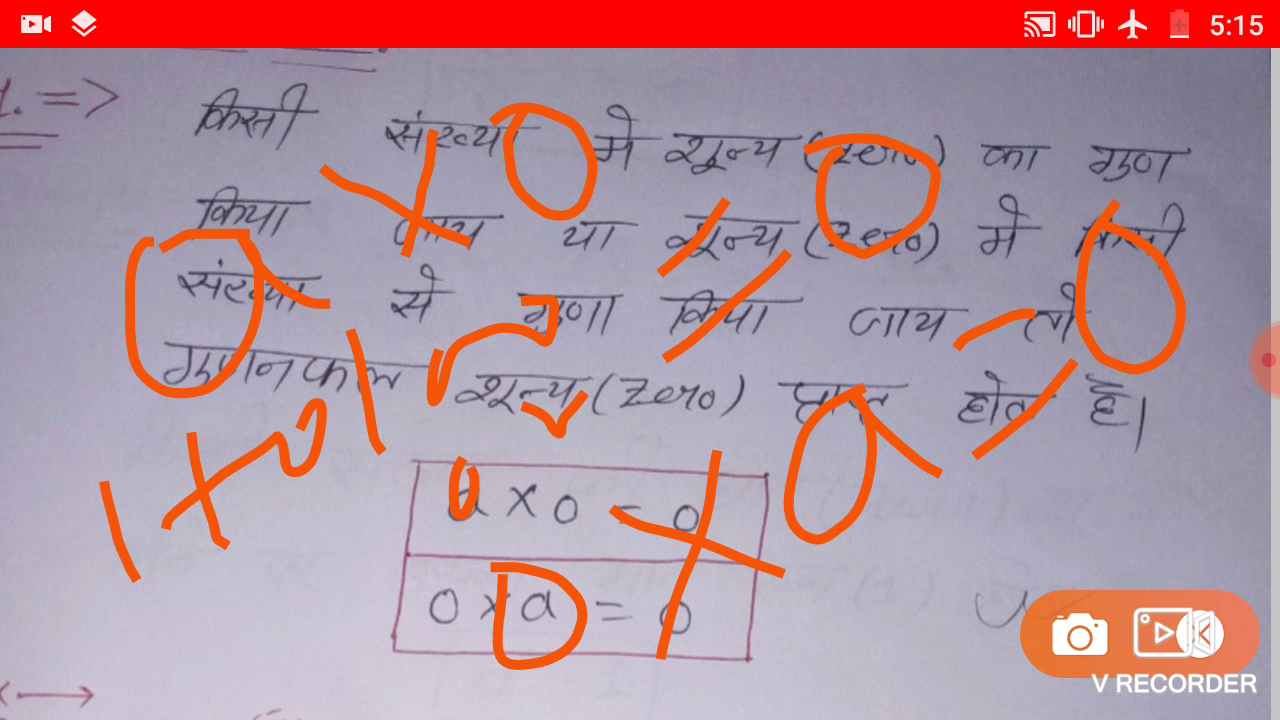 5:15
1. =>
किसी संख्या में शून्य (zero) का गुणा
किया जाय या शून्य (zero) में किसी
संख्या से गुणा किया जाय तो
गुणनफल शून्य (zero) प्राप्त होता है।
a × 0 = 0
0 × a = 0
V RECORDER